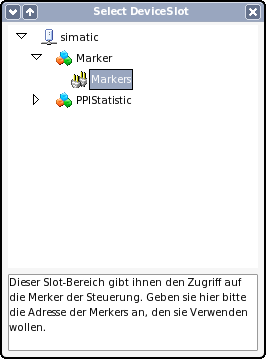 Select DeviceSlot
simatic
Marker
Markers
PPIStatistic
Dieser Slot-Bereich gibt ihnen den Zugriff auf
die Merker der Steuerung. Geben sie hier bitte
die Adresse der Merkers an, den sie Verwenden
wollen.